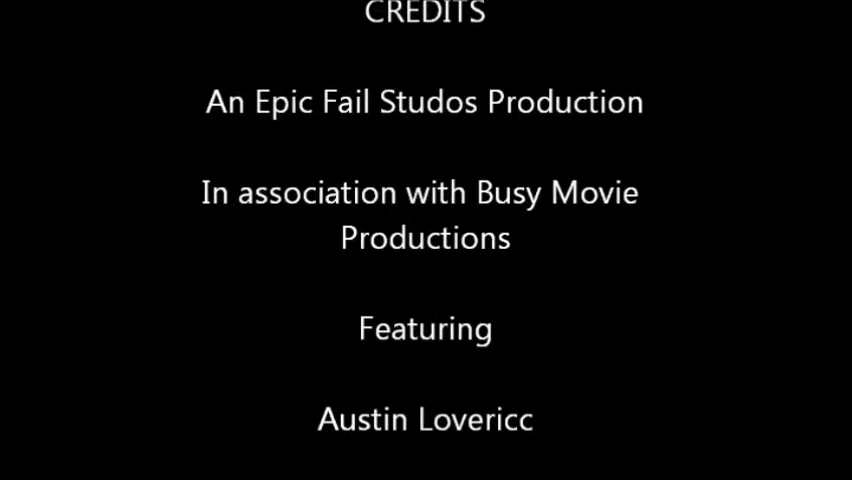 CREDITS
An Epic Fail Studos Production
In association with Busy Movie
Productions
Featuring
Austin Lovericc